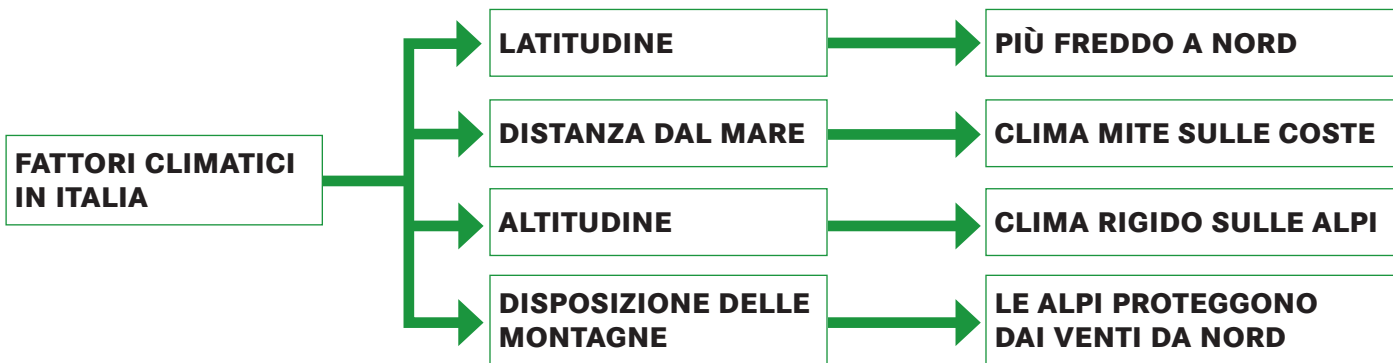 FATTORI CLIMATICI
IN ITALIA
LATITUDINE
PIÙ FREDDO A NORD
DISTANZA DAL MARE
CLIMA MITE SULLE COSTE
ALTITUDINE
CLIMA RIGIDO SULLE ALPI
DISPOSIZIONE DELLE
MONTAGNE
LE ALPI PROTEGGONO
DAI VENTI DA NORD